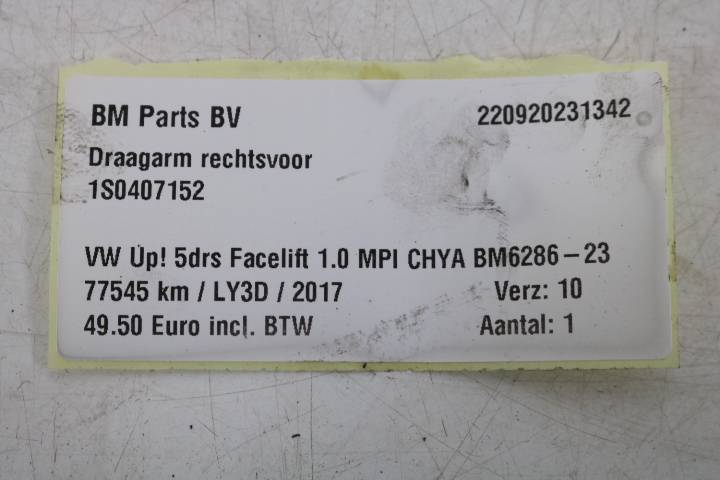 BM Parts BV 220920231342
Draagarm rechtsvoor
1S0407152
VW Up! 5drs Facelift 1.0 MPI CHYA BM6286-23
77545 km / LY3D / 2017 Verz: 10
49.50 Euro incl. BTW Aantal: 1